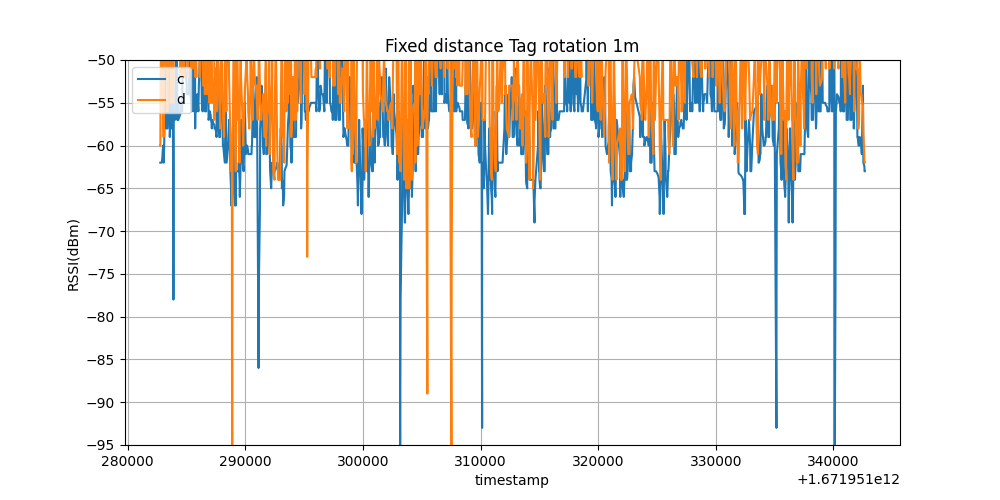 Fixed distance Tag rotation 1m
−50
c
d
−55
−60
−65
−70
−75
−80
−85
−90
−95
RSSI(dBm)
280000 290000 300000 310000 320000 330000 340000
timestamp
+1.671951e12